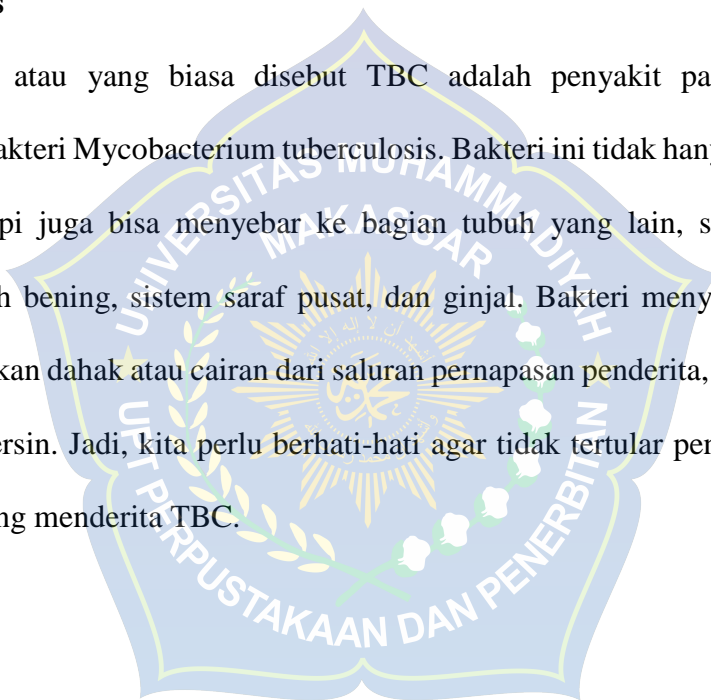 s
atau yang biasa disebut TBC adalah penyakit pa
akteri Mycobacterium tuberculosis. Bakteri ini tidak hany
pi juga bisa menyebar ke bagian tubuh yang lain, s
h bening, sistem saraf pusat, dan ginjal. Bakteri meny
kan dahak atau cairan dari saluran pernapasan penderita,
ersin. Jadi, kita perlu berhati-hati agar tidak tertular pen
ng menderita TBC.
UNIVERSITAS MUHAMMADIYAH
MAKASSAR
UPT PERPUSTAKAAN DAN PENERBITAN